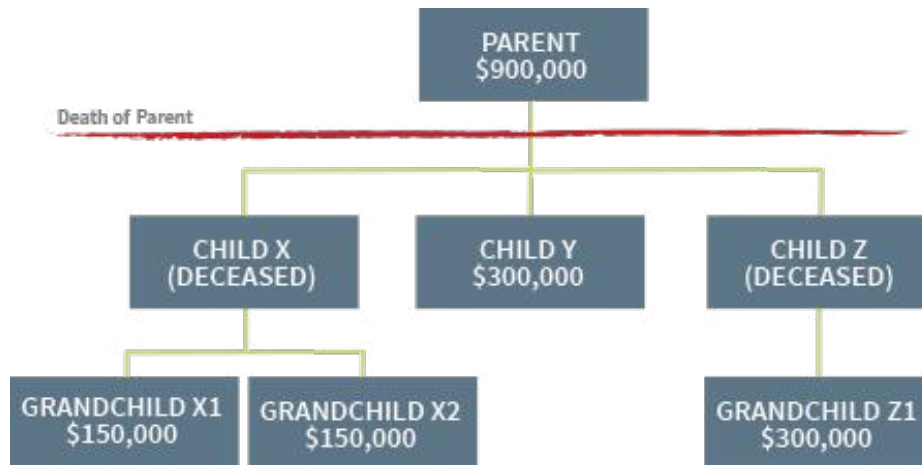 PARENT
$900,000
Death of Parent
CHILD X
(DECEASED)
CHILD Y
$300,000
CHILD Z
(DECEASED)
GRANDCHILD X1
$150,000
GRANDCHILD X2
$150,000
GRANDCHILD Z1
$300,000